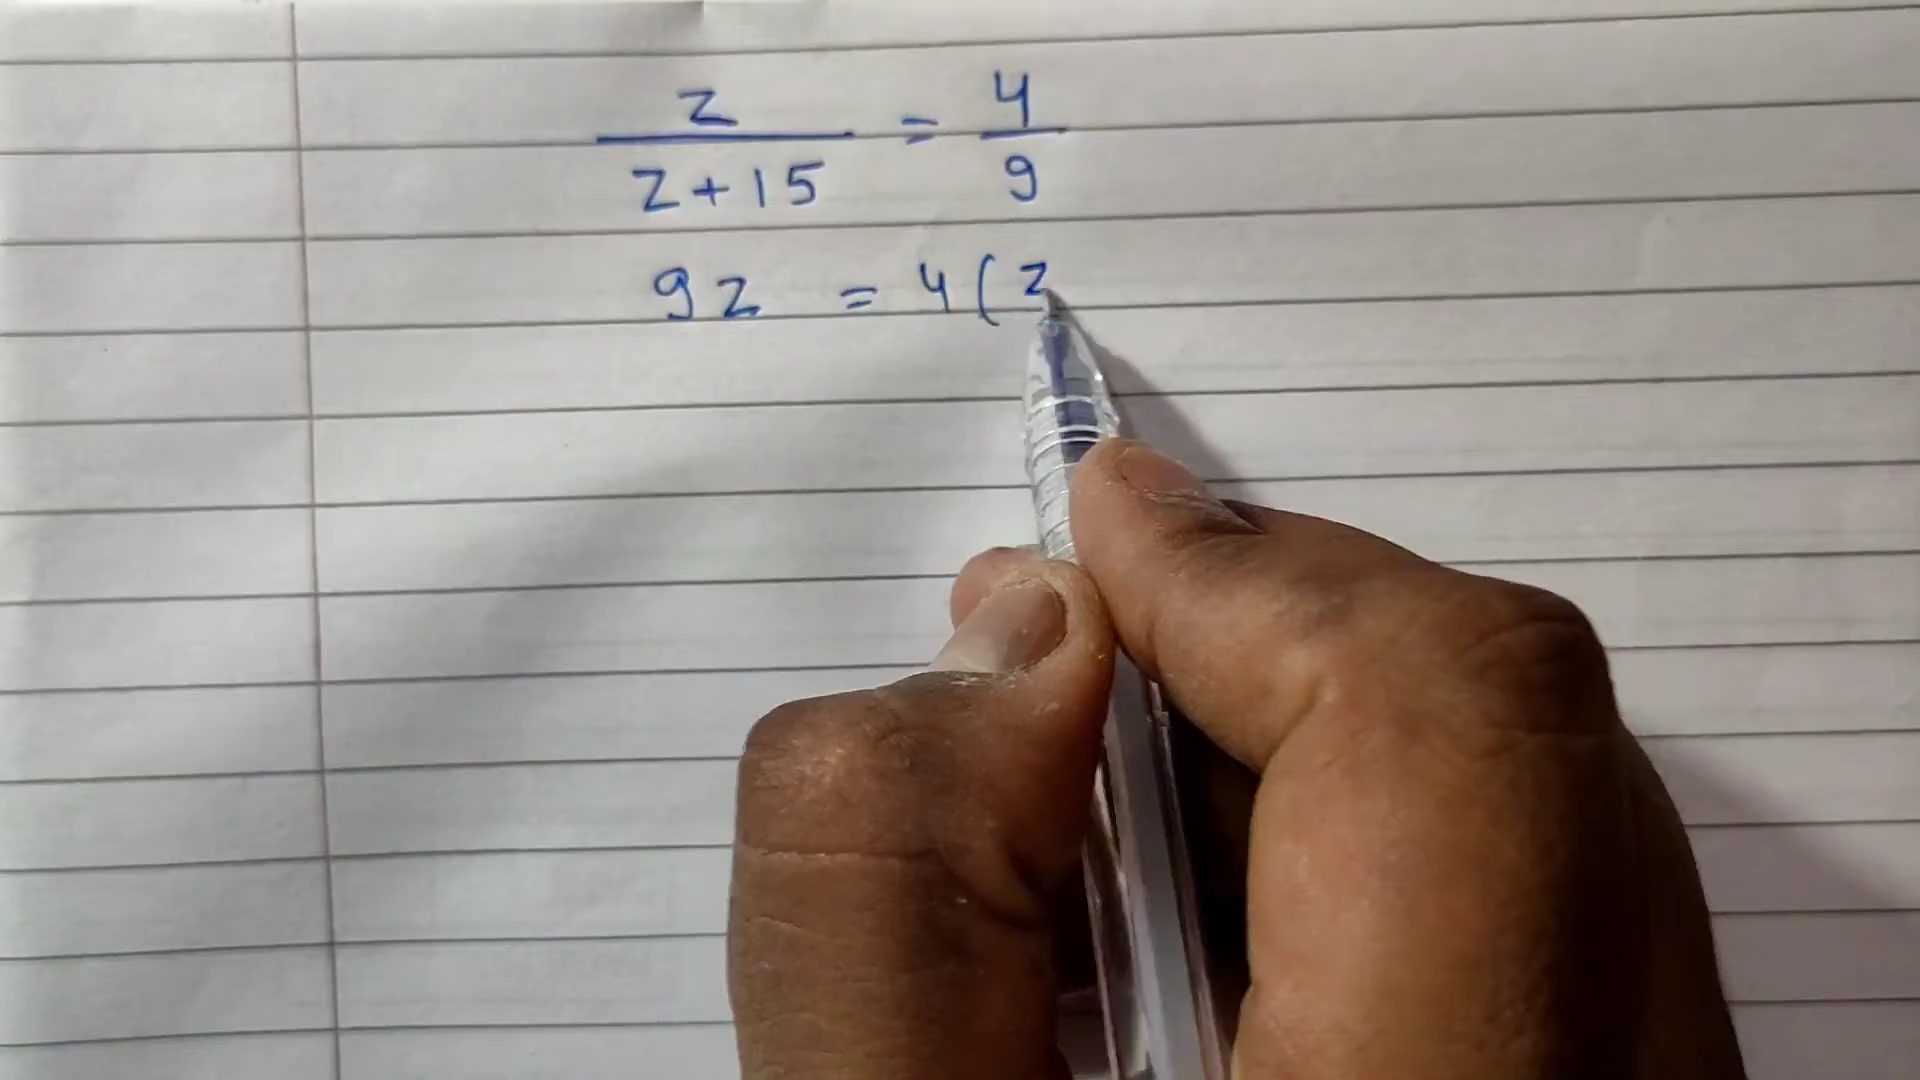 z/(z+15) = 4/9
9z = 4(z